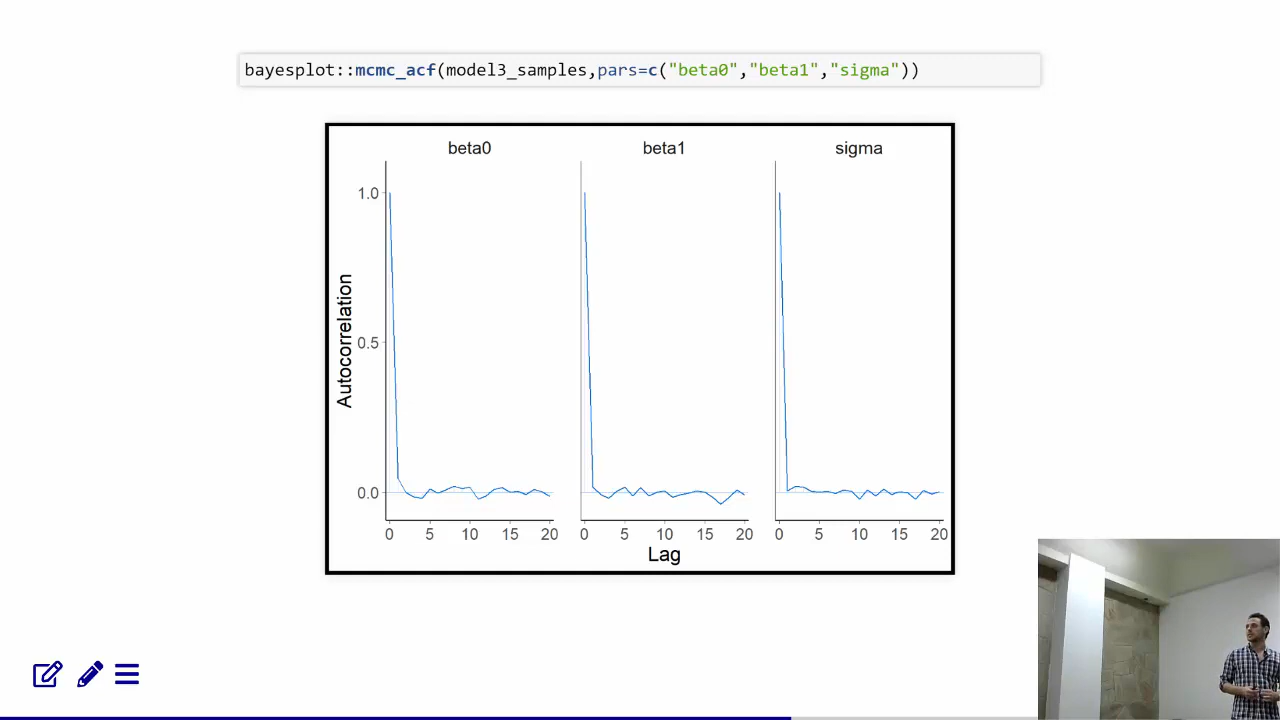 bayesplot::mcmc_acf(model3_samples,pars=c("beta0","beta1","sigma"))
beta0 beta1 sigma
1.0
0.5
0.0
Autocorrelation
0 5 10 15 20 0 5 10 15 20 0 5 10 15 20
Lag